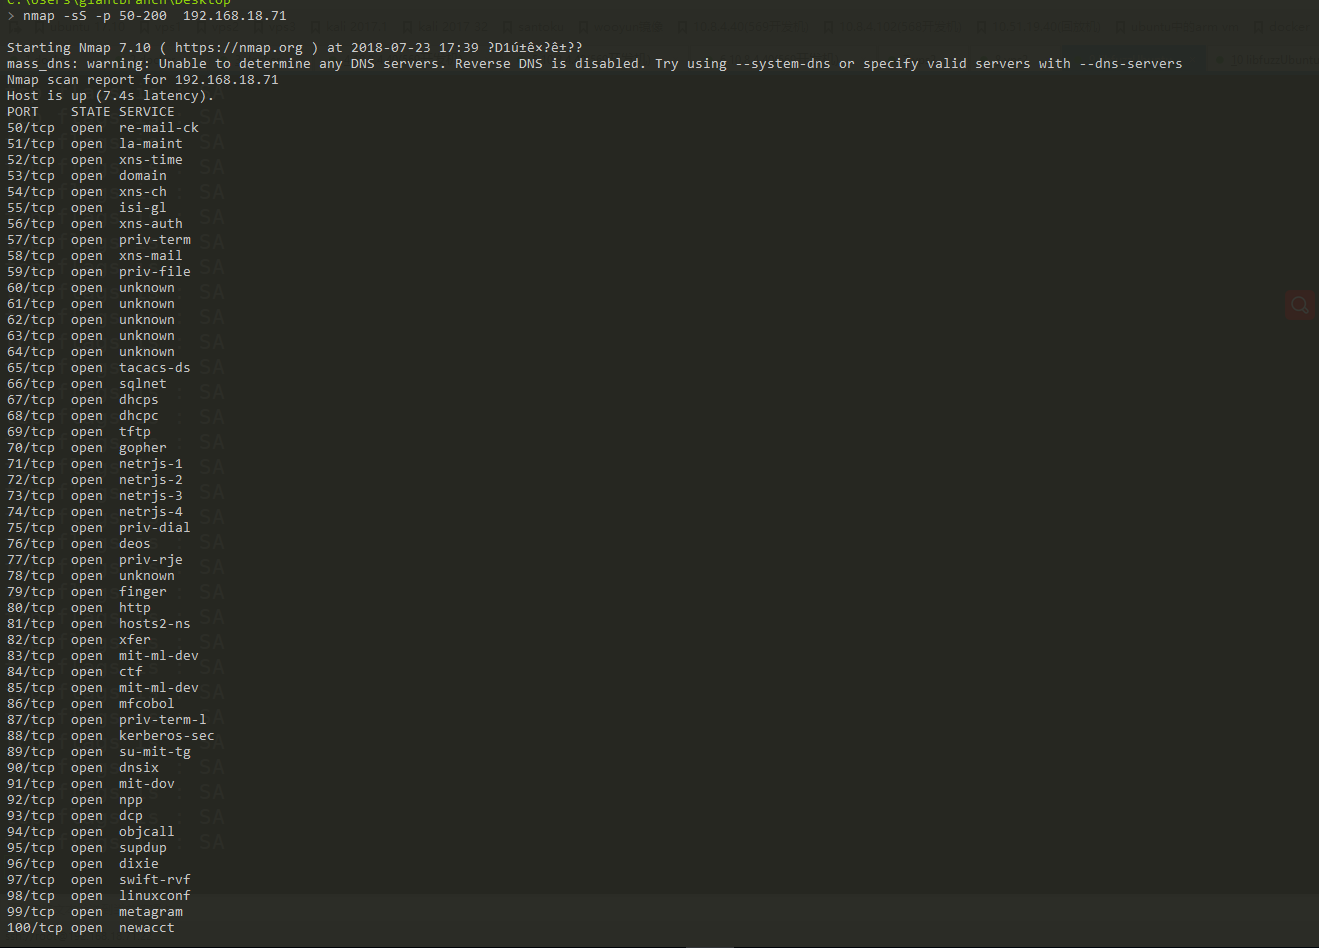 C:\Users\giantbranch\Desktop
> nmap -sS -p 50-200  192.168.18.71
Starting Nmap 7.10 ( https://nmap.org ) at 2018-07-23 17:39 ?D1ú±ê×?ê±??
mass_dns: warning: Unable to determine any DNS servers. Reverse DNS is disabled. Try using --system-dns or specify valid servers with --dns-servers
Nmap scan report for 192.168.18.71
Host is up (7.4s latency).
PORT    STATE SERVICE
50/tcp  open  re-mail-ck
51/tcp  open  la-maint
52/tcp  open  xns-time
53/tcp  open  domain
54/tcp  open  xns-ch
55/tcp  open  isi-gl
56/tcp  open  xns-auth
57/tcp  open  priv-term
58/tcp  open  xns-mail
59/tcp  open  priv-file
60/tcp  open  unknown
61/tcp  open  unknown
62/tcp  open  unknown
63/tcp  open  unknown
64/tcp  open  unknown
65/tcp  open  tacacs-ds
66/tcp  open  sqlnet
67/tcp  open  dhcps
68/tcp  open  dhcpc
69/tcp  open  tftp
70/tcp  open  gopher
71/tcp  open  netrjs-1
72/tcp  open  netrjs-2
73/tcp  open  netrjs-3
74/tcp  open  netrjs-4
75/tcp  open  priv-dial
76/tcp  open  deos
77/tcp  open  priv-rje
78/tcp  open  unknown
79/tcp  open  finger
80/tcp  open  http
81/tcp  open  hosts2-ns
82/tcp  open  xfer
83/tcp  open  mit-ml-dev
84/tcp  open  ctf
85/tcp  open  mit-ml-dev
86/tcp  open  mfcobol
87/tcp  open  priv-term-l
88/tcp  open  kerberos-sec
89/tcp  open  su-mit-tg
90/tcp  open  dnsix
91/tcp  open  mit-dov
92/tcp  open  npp
93/tcp  open  dcp
94/tcp  open  objcall
95/tcp  open  supdup
96/tcp  open  dixie
97/tcp  open  swift-rvf
98/tcp  open  linuxconf
99/tcp  open  metagram
100/tcp open  newacct